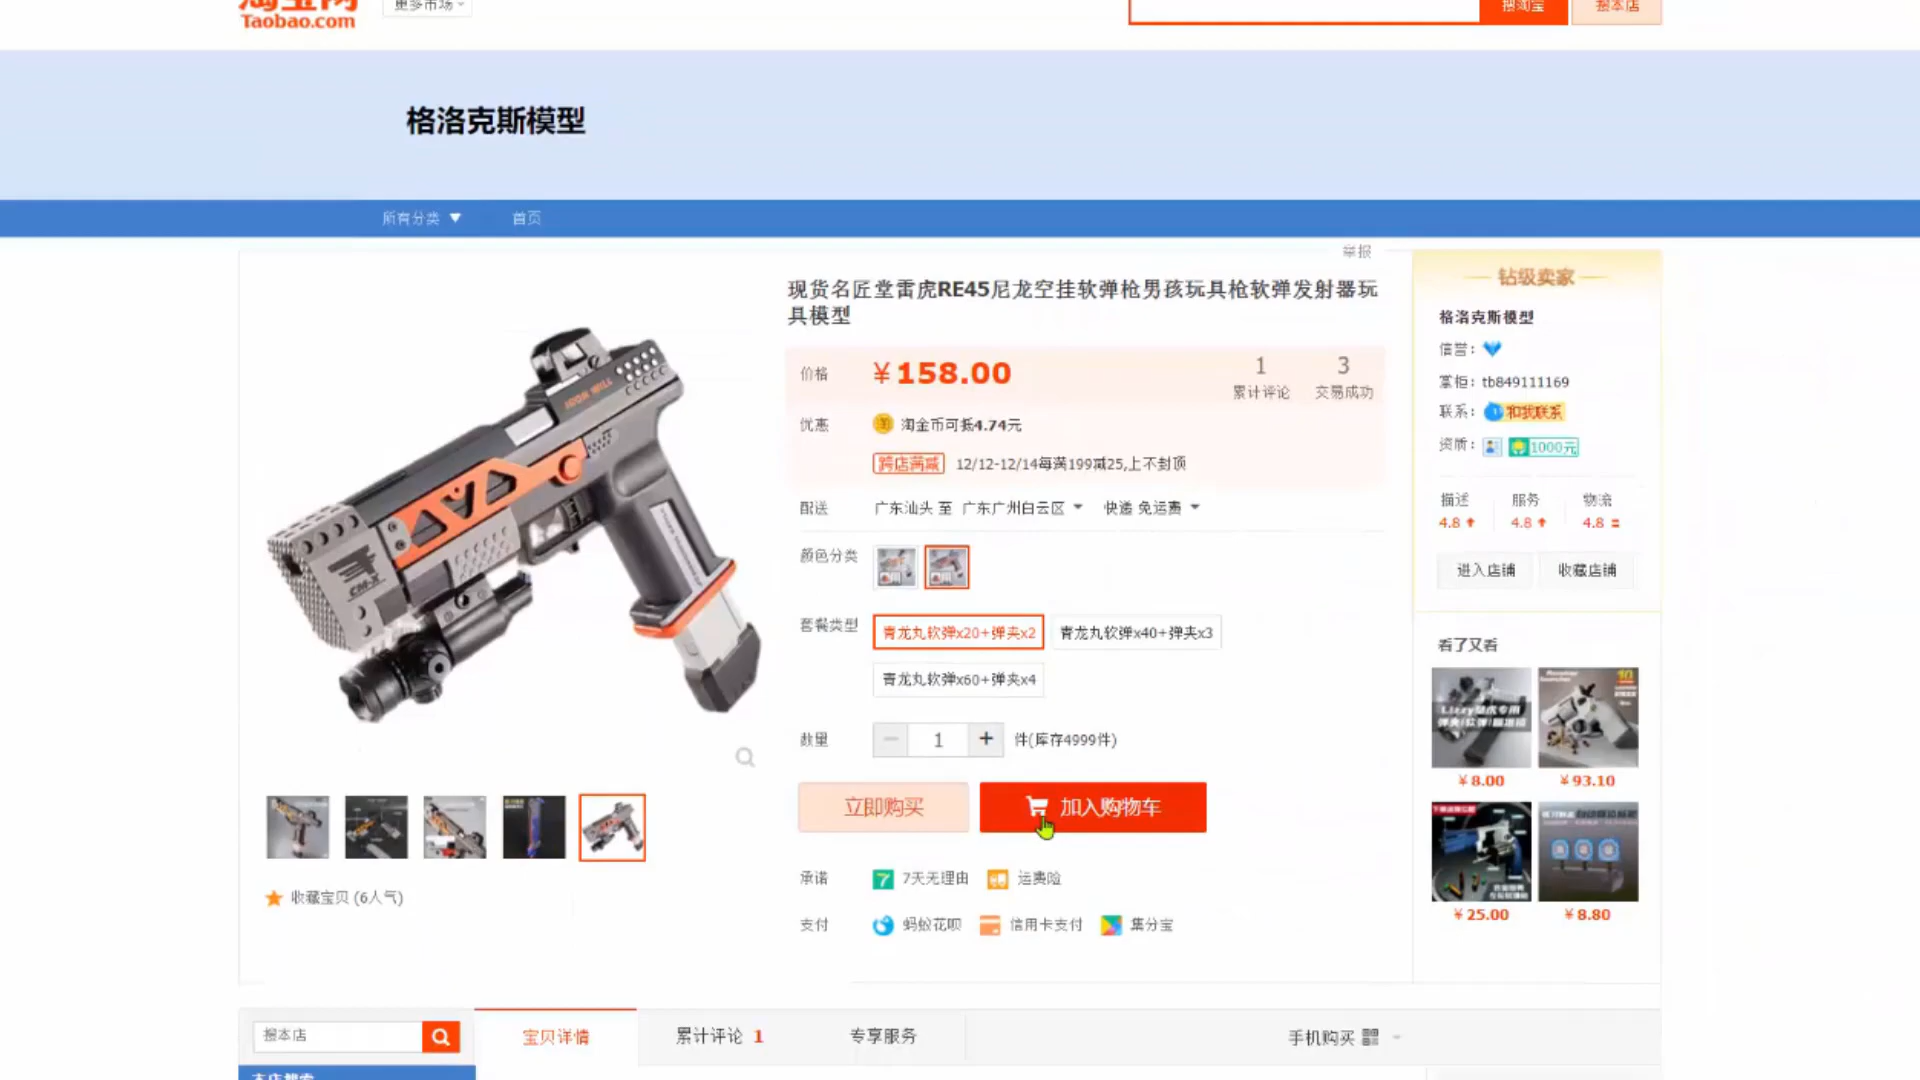 淘宝网
Taobao.com
更多市场
搜淘宝
搜本店
格洛克斯模型
所有分类
首页
举报
现货名匠堂雷虎RE45尼龙空挂软弹枪男孩玩具枪软弹发射器玩
具模型
价格
¥158.00
1
累计评论
3
交易成功
优惠
淘金币可抵4.74元
跨店满减
12/12-12/14每满199减25,上不封顶
配送
广东汕头 至 广东广州白云区
快递 免运费
颜色分类
套餐类型
青龙丸软弹x20+弹夹x2
青龙丸软弹x40+弹夹x3
青龙丸软弹x60+弹夹x4
数量
1
件(库存4999件)
立即购买
加入购物车
收藏宝贝 (6人气)
承诺
7天无理由
运费险
支付
蚂蚁花呗
信用卡支付
集分宝
CM-X
钻级卖家
格洛克斯模型
信誉：
掌柜：tb849111169
联系：和我联系
资质：
1000元
描述
服务
物流
4.8
4.8
4.8
进入店铺
收藏店铺
看了又看
¥8.00
¥93.10
¥25.00
¥8.80
搜本店
宝贝详情
累计评论 1
专享服务
手机购买
本店搜索